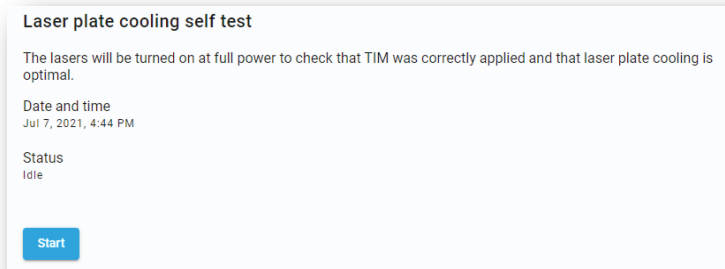 Laser plate cooling self test
The lasers will be turned on at full power to check that TIM was correctly applied and that laser plate cooling is
optimal.
Date and time
Jul 7, 2021, 4:44 PM
Status
Idle
Start